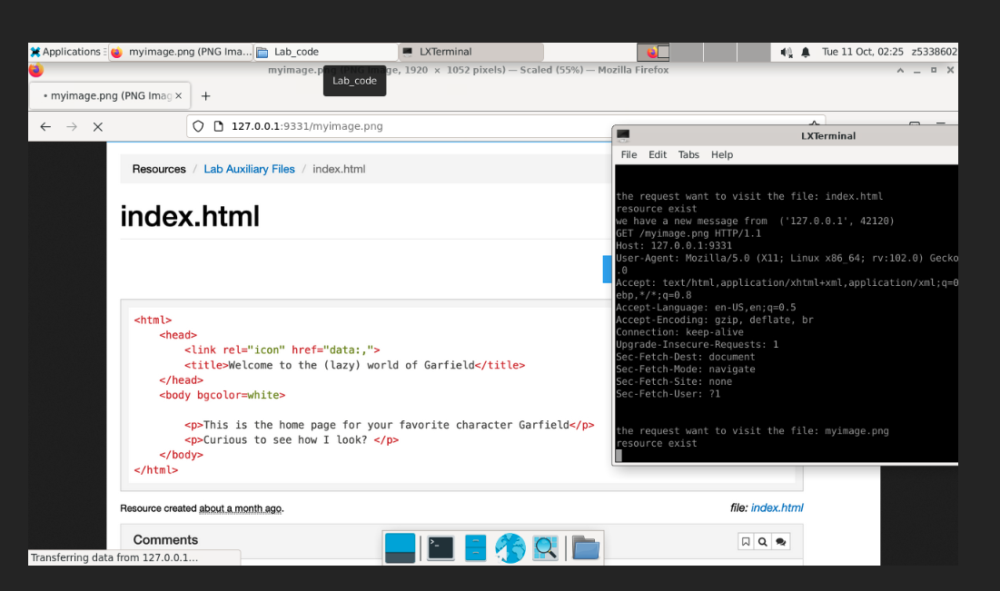 Applications
myimage.png (PNG Ima...
Lab_code
LXTerminal
Tue 11 Oct, 02:25 z5338602
myimage.png (PNG Image, 1920 × 1052 pixels) — Scaled (55%) — Mozilla Firefox
Lab_code
myimage.png (PNG Imag
127.0.0.1:9331/myimage.png
Resources / Lab Auxiliary Files / index.html
index.html
<html>
<head>
<link rel="icon" href="data:,">
<title>Welcome to the (lazy) world of Garfield</title>
</head>
<body bgcolor=white>
<p>This is the home page for your favorite character Garfield</p>
<p>Curious to see how I look? </p>
</body>
</html>
Resource created about a month ago.
file: index.html
Comments
Transferring data from 127.0.0.1...
LXTerminal
File Edit Tabs Help
the request want to visit the file: index.html
resource exist
we have a new message from  ('127.0.0.1', 42120)
GET /myimage.png HTTP/1.1
Host: 127.0.0.1:9331
User-Agent: Mozilla/5.0 (X11; Linux x86_64; rv:102.0) Gecko
.0
Accept: text/html,application/xhtml+xml,application/xml;q=0
ebp,*/*;q=0.8
Accept-Language: en-US,en;q=0.5
Accept-Encoding: gzip, deflate, br
Connection: keep-alive
Upgrade-Insecure-Requests: 1
Sec-Fetch-Dest: document
Sec-Fetch-Mode: navigate
Sec-Fetch-Site: none
Sec-Fetch-User: ?1
the request want to visit the file: myimage.png
resource exist